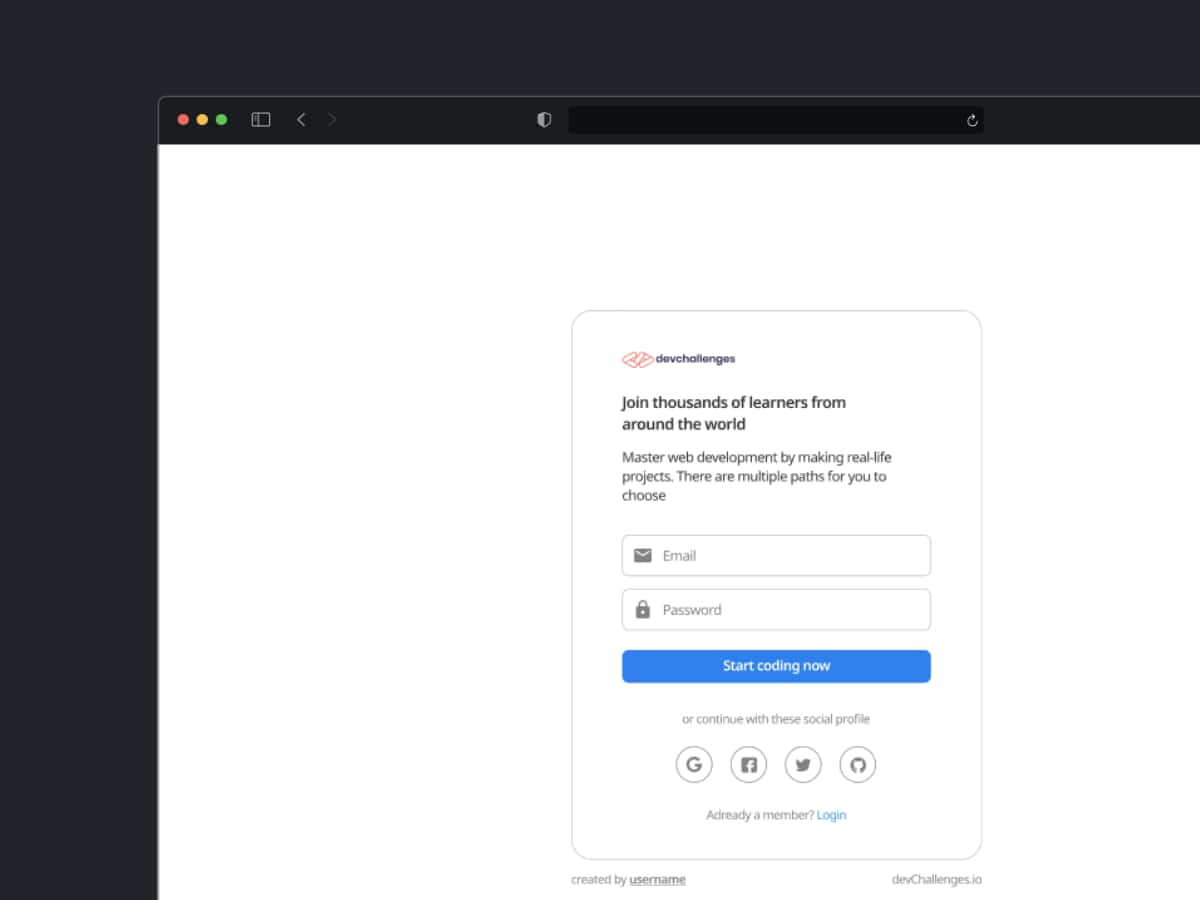 devchallenges
Join thousands of learners from
around the world
Master web development by making real-life
projects. There are multiple paths for you to
choose
Email
Password
Start coding now
or continue with these social profile
Adready a member? Login
created by username
devChallenges.io